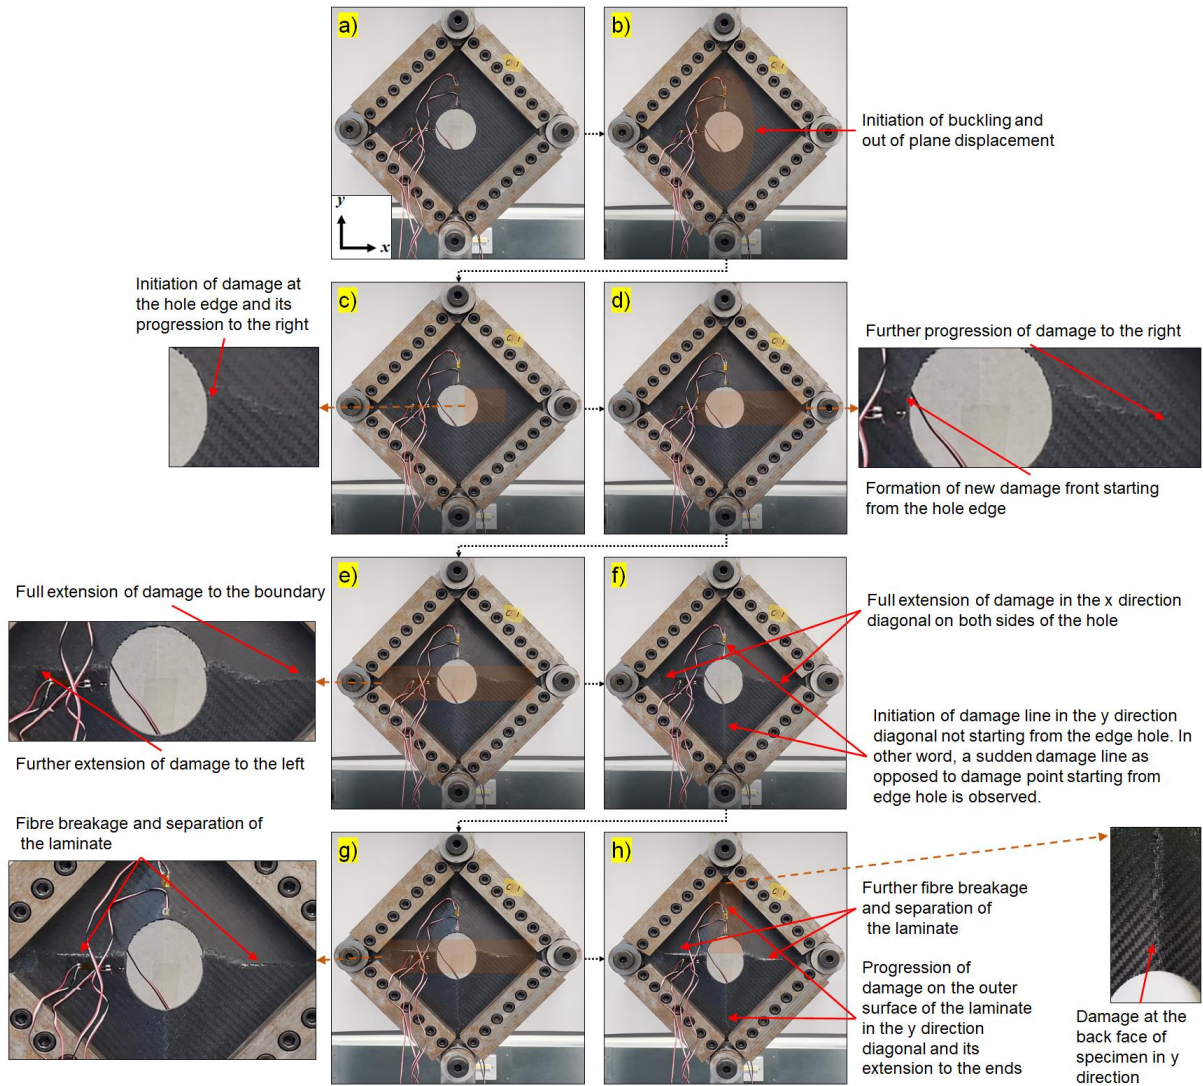 a)
b)
Initiation of buckling and
out of plane displacement
y
x
Initiation of damage at
the hole edge and its
progression to the right
c)
d)
Further progression of damage to the right
Formation of new damage front starting
from the hole edge
Full extension of damage to the boundary
Further extension of damage to the left
e)
f)
Full extension of damage in the x direction
diagonal on both sides of the hole
Initiation of damage line in the y direction
diagonal not starting from the edge hole. In
other word, a sudden damage line as
opposed to damage point starting from
edge hole is observed.
Fibre breakage and separation of
the laminate
g)
h)
Further fibre breakage
and separation of
the laminate
Progression of
damage on the outer
surface of the laminate
in the y direction
diagonal and its
extension to the ends
Damage at the
back face of
specimen in y
direction